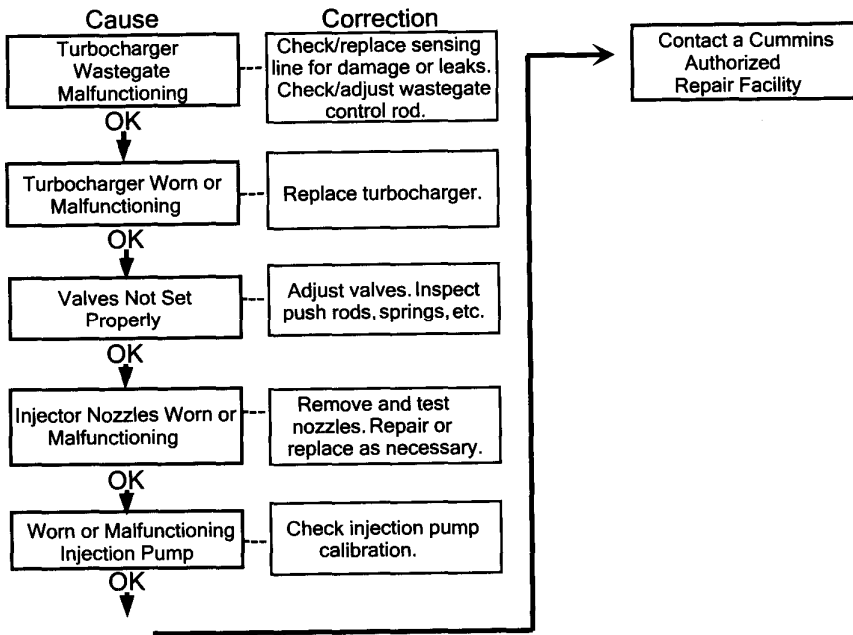 Cause
Correction
Turbocharger
Wastegate
Malfunctioning
Check/replace sensing
line for damage or leaks.
Check/adjust wastegate
control rod.
OK
Turbocharger Worn or
Malfunctioning
Replace turbocharger.
OK
Valves Not Set
Properly
Adjust valves. Inspect
push rods, springs, etc.
OK
Injector Nozzles Worn or
Malfunctioning
Remove and test
nozzles. Repair or
replace as necessary.
OK
Worn or Malfunctioning
Injection Pump
Check injection pump
calibration.
OK
Contact a Cummins
Authorized
Repair Facility